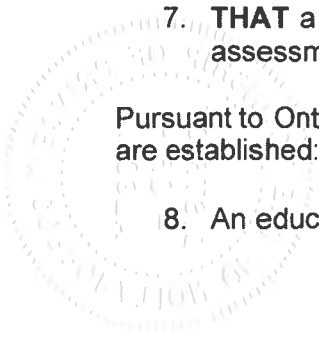 7. THAT a
assessm
Pursuant to Ont
are established:
8. An educ